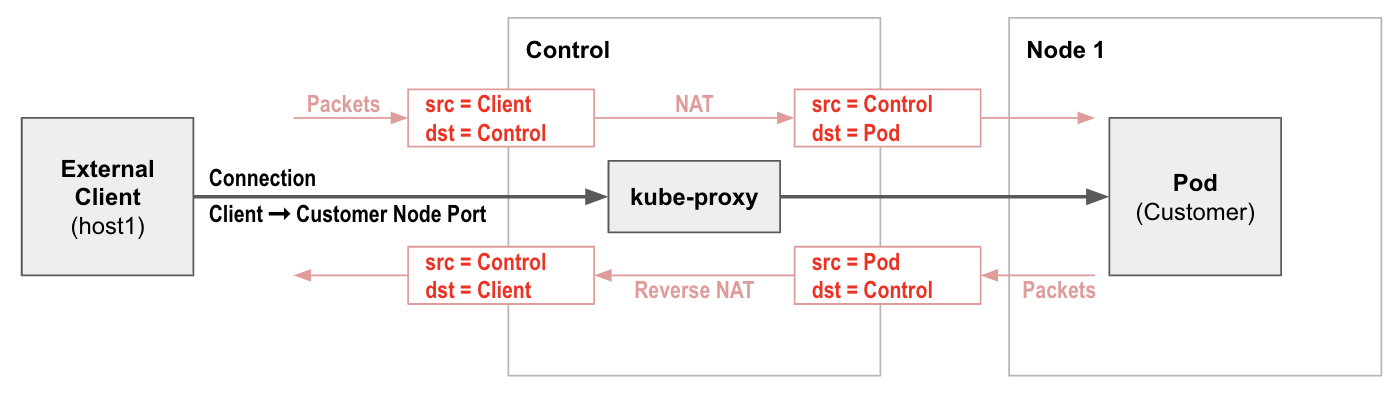 Control
Node 1
Packets
src = Client
dst = Control
NAT
src = Control
dst = Pod
External
Client
(host1)
Connection
Client → Customer Node Port
kube-proxy
Pod
(Customer)
src = Control
dst = Client
Reverse NAT
src = Pod
dst = Control
Packets